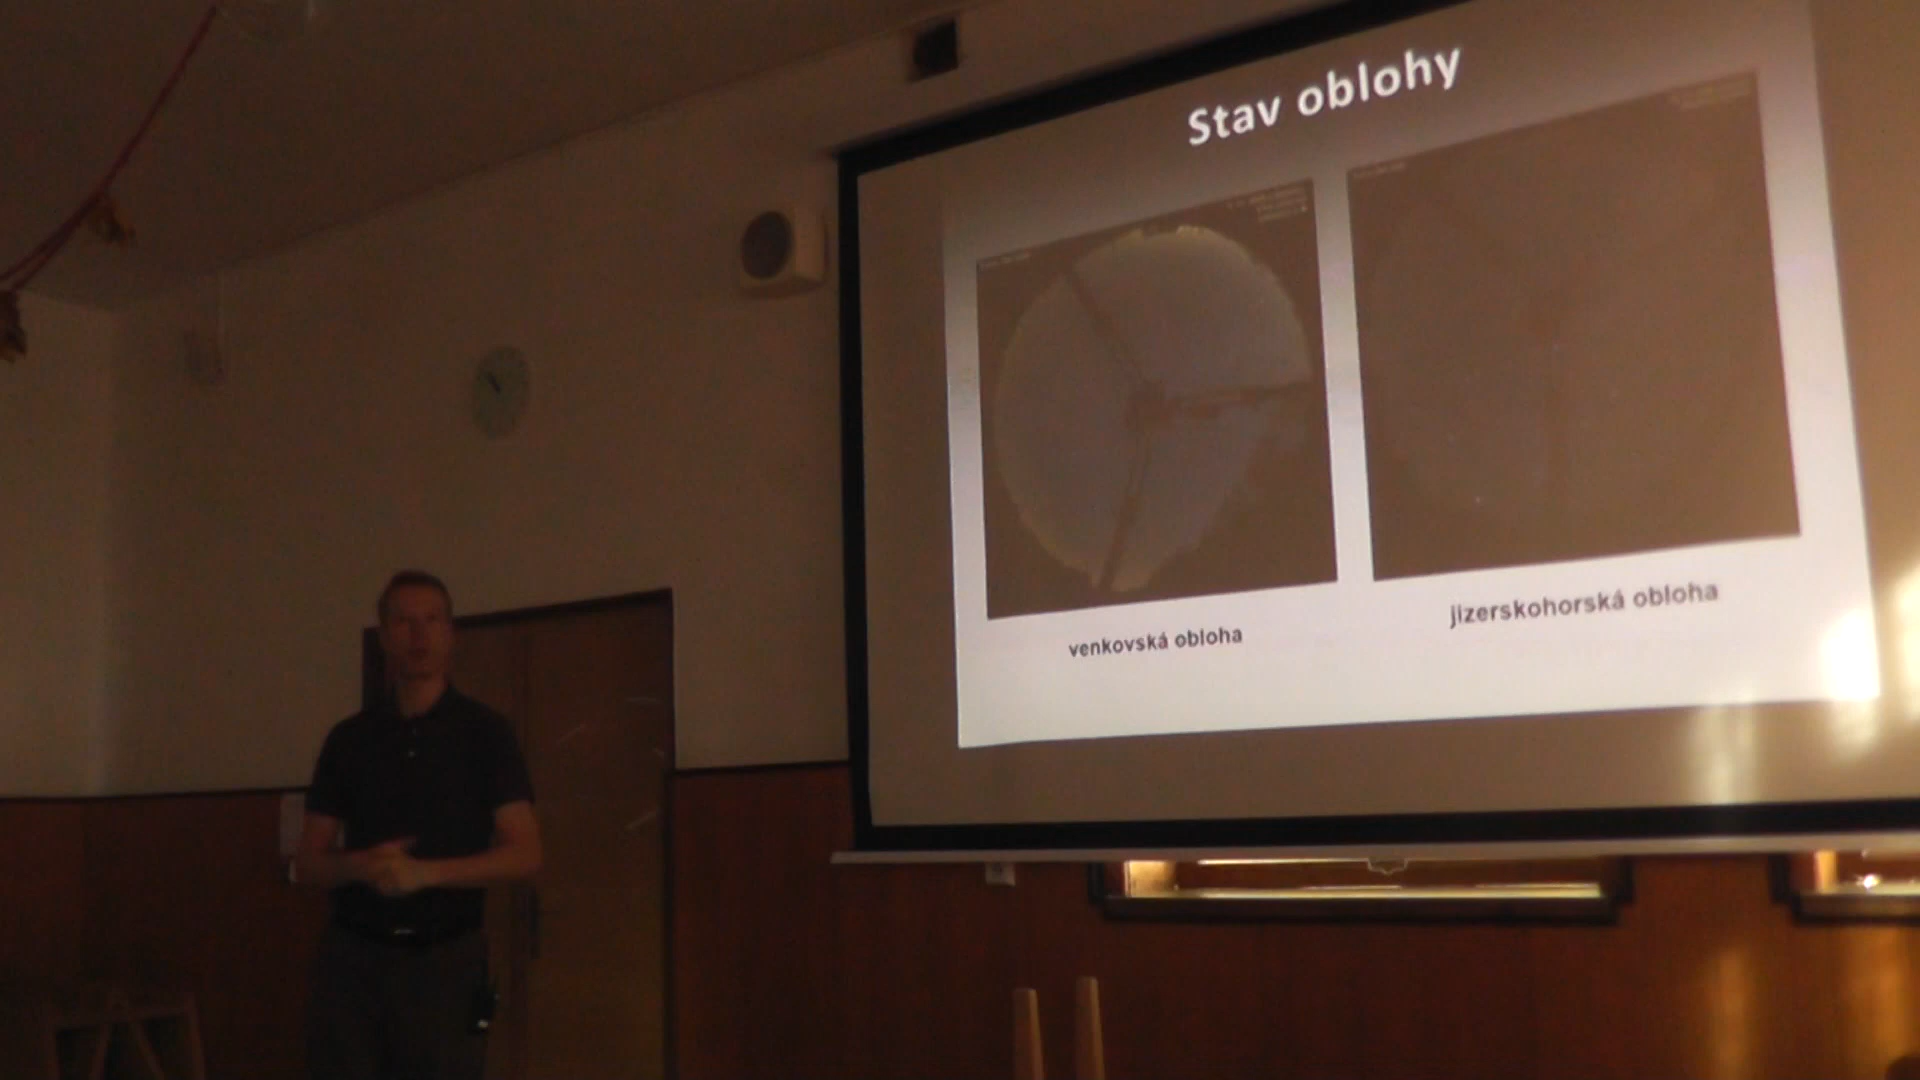 Stav oblohy
venkovská obloha
jizerskohorská obloha